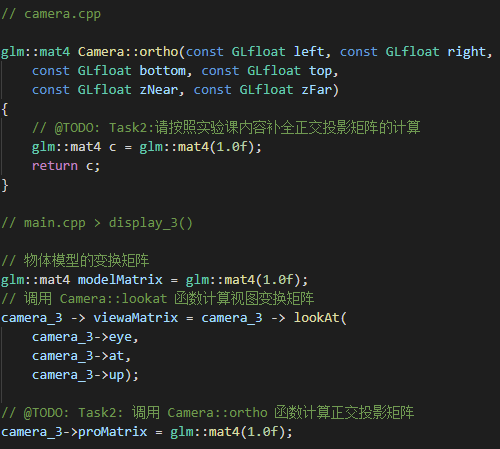 // camera.cpp
glm::mat4 Camera::ortho(const GLfloat left, const GLfloat right,
const GLfloat bottom, const GLfloat top,
const GLfloat zNear, const GLfloat zFar)
{
// @TODO: Task2:请按照实验课内容补全正交投影矩阵的计算
glm::mat4 c = glm::mat4(1.0f);
return c;
}
// main.cpp > display_3()
// 物体模型的变换矩阵
glm::mat4 modelMatrix = glm::mat4(1.0f);
// 调用 Camera::lookat 函数计算视图变换矩阵
camera_3 -> viewaMatrix = camera_3 -> lookAt(
camera_3->eye,
camera_3->at,
camera_3->up);
// @TODO: Task2: 调用 Camera::ortho 函数计算正交投影矩阵
camera_3->proMatrix = glm::mat4(1.0f);